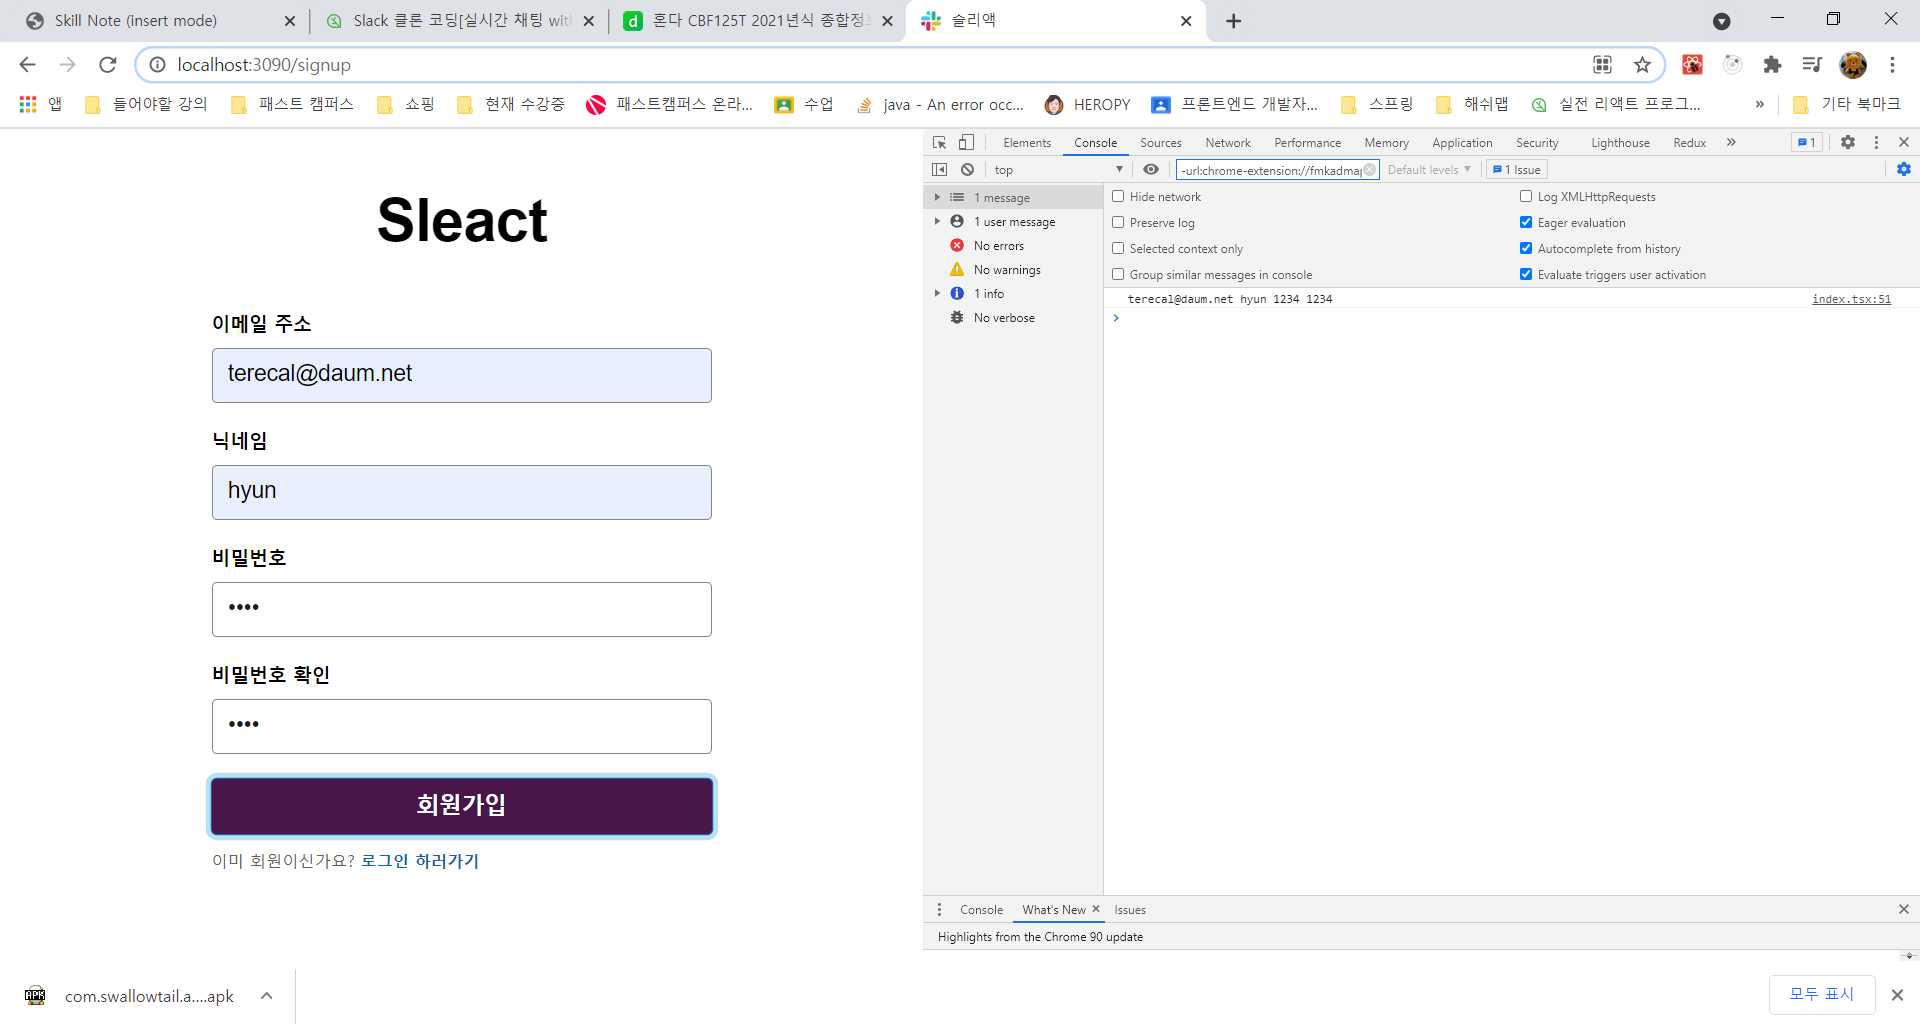 Skill Note (insert mode)
Slack 클론 코딩[실시간 채팅 wit
혼다 CBF125T 2021년식 종합정보
슬리액
localhost:3090/signup
앱
들어야할 강의
패스트 캠퍼스
쇼핑
현재 수강중
패스트캠퍼스 온라...
수업
java - An error occ...
HEROPY
프론트엔드 개발자...
스프링
해쉬맵
실전 리액트 프로그...
»
기타 북마크
Sleact
이메일 주소
terecal@daum.net
닉네임
hyun
비밀번호
••••
비밀번호 확인
••••
회원가입
이미 회원이신가요? 로그인 하러가기
Elements Console Sources Network Performance Memory Application Security Lighthouse Redux » 1
top -url:chrome-extension://fmkadmap Default levels 1 Issue
1 message
1 user message
No errors
No warnings
1 info
No verbose
Hide network
Log XMLHttpRequests
Preserve log
Eager evaluation
Selected context only
Autocomplete from history
Group similar messages in console
Evaluate triggers user activation
terecal@daum.net hyun 1234 1234 index.tsx:51
Console What's New Issues
Highlights from the Chrome 90 update
APK
com.swallowtail.a....apk
모두 표시